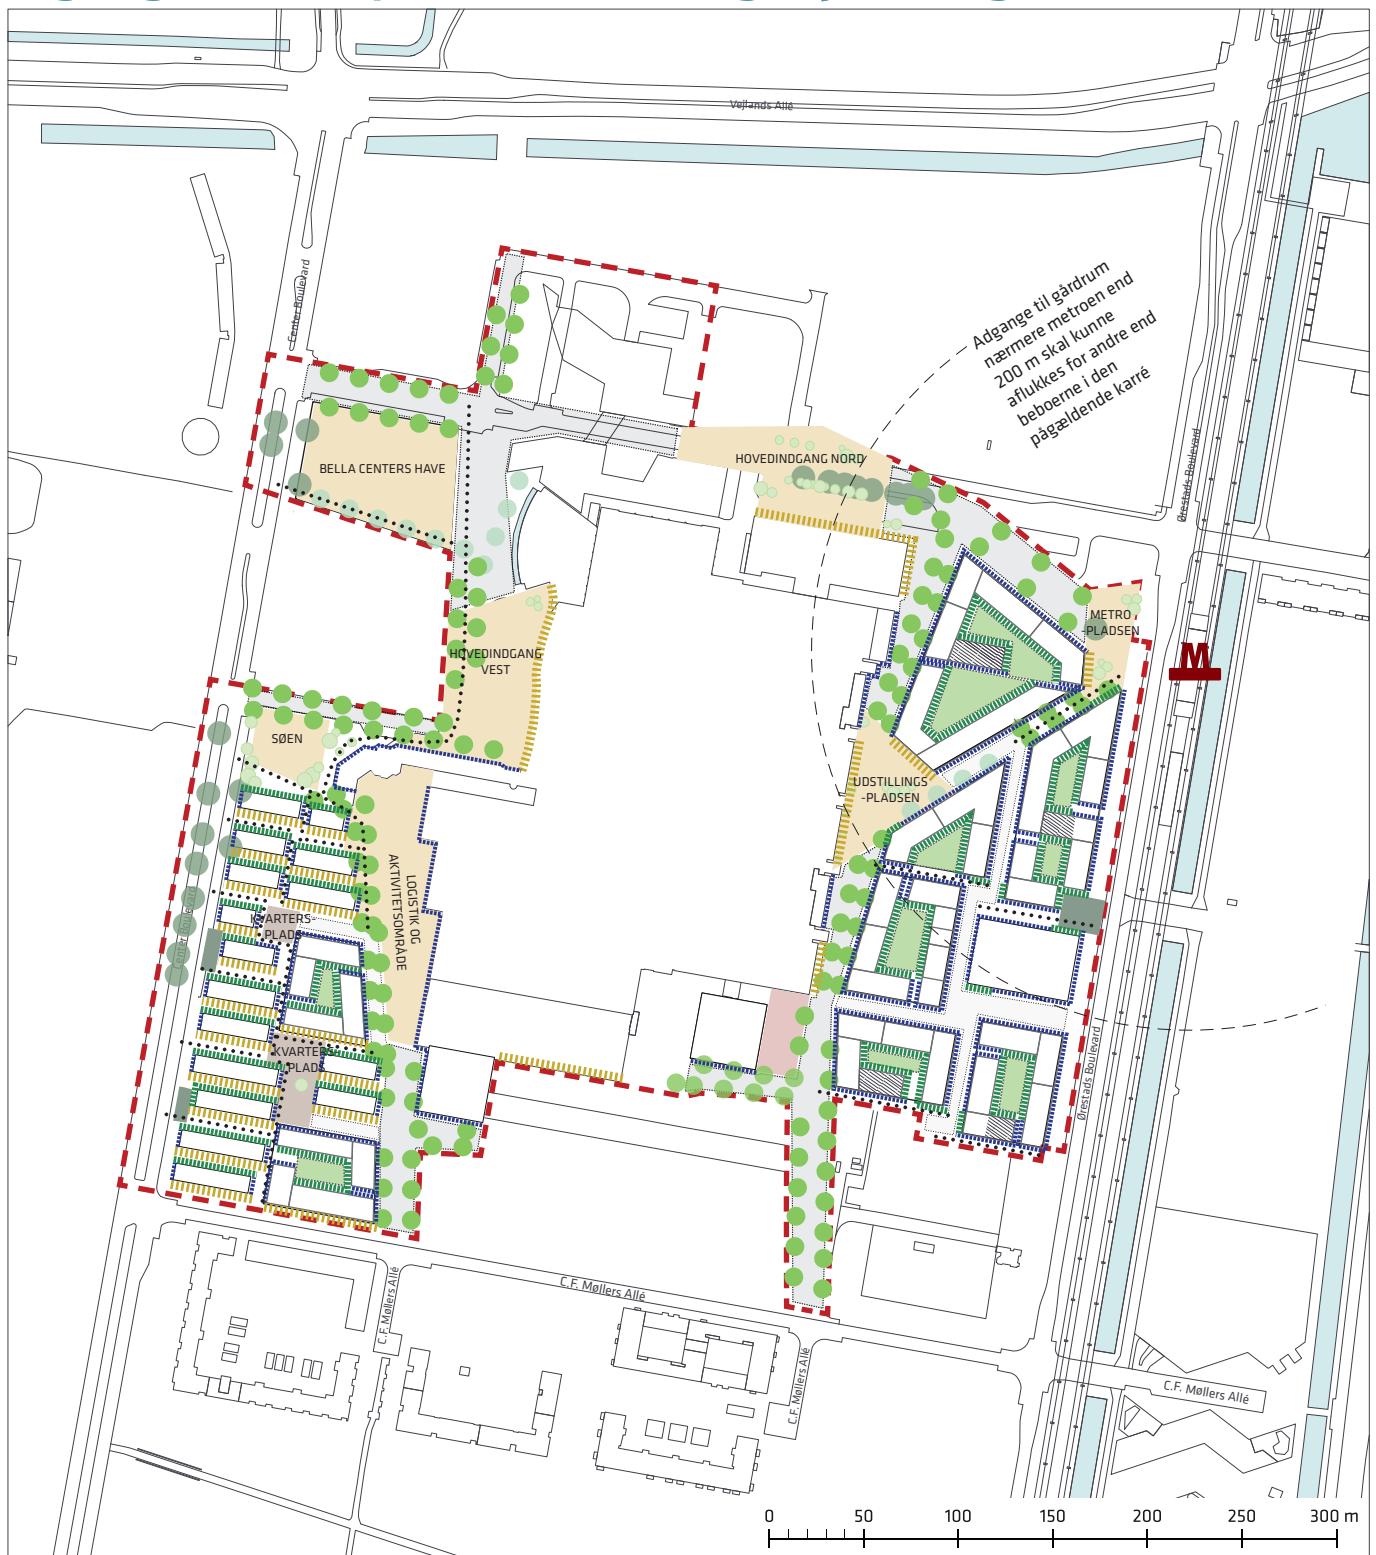 Vejlands Allé
Center Boulevard
Adgange til gårdrum
nærmere metroen end
200 m skal kunne
aflukkes for andre end
beboerne i den
pågældende karré
Ørestads Boulevard
BELLA CENTERS HAVE
HOVEDINDGANG NORD
METRO
-PLADSEN
M
HOVEDINDGANG
VEST
SØEN
UDSTILLINGS
-PLADSEN
LOGISTIK OG
AKTIVITETSOMRÅDE
KVARTERS-
PLADS
Center Boulevard
KVARTERS-
PLADS
Ørestads Boulevard
C.F. Møllers Allé
C.F. Møllers Allé
C.F. Møllers Allé
C.F. Møllers Allé
0 50 100 150 200 250 300 m